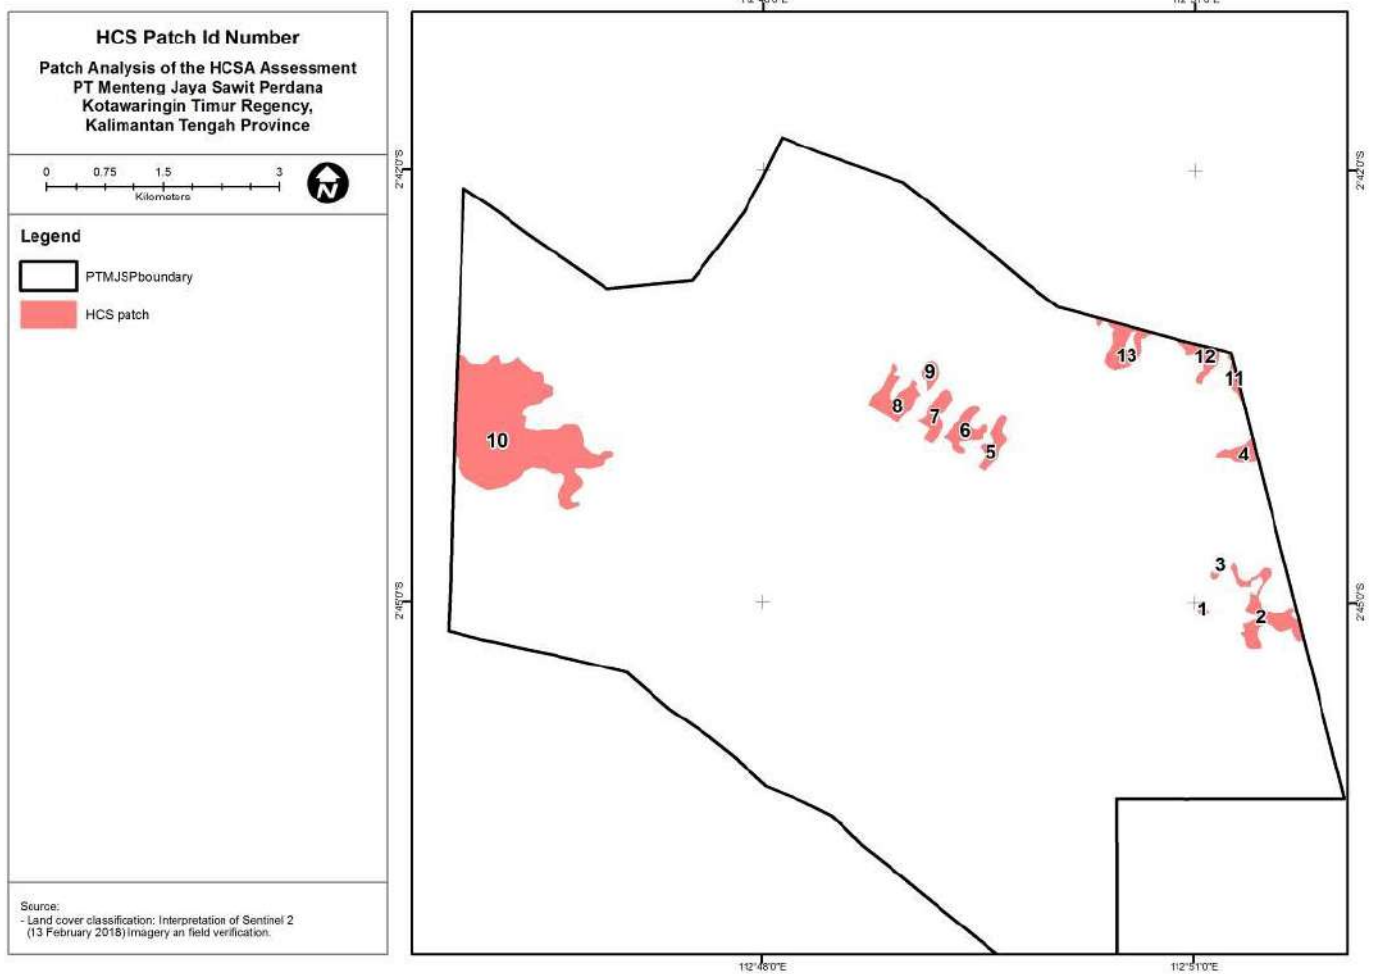 HCS Patch Id Number
Patch Analysis of the HCSA Assessment
PT Menteng Jaya Sawit Perdana
Kotawaringin Timur Regency,
Kalimantan Tengah Province
0 0.75 1.5 3
Kilometers
N
Legend
PTMJSPboundary
HCS patch
Source:
- Land cover classification: Interpretation of Sentinel 2
(13 February 2018) Imagery an field verification.
2°42'0"S
2°42'0"S
13
12
11
9
8
7
6
5
10
4
3
2°45'0"S
1
2
2°45'0"S
112°48'0"E
112°51'0"E